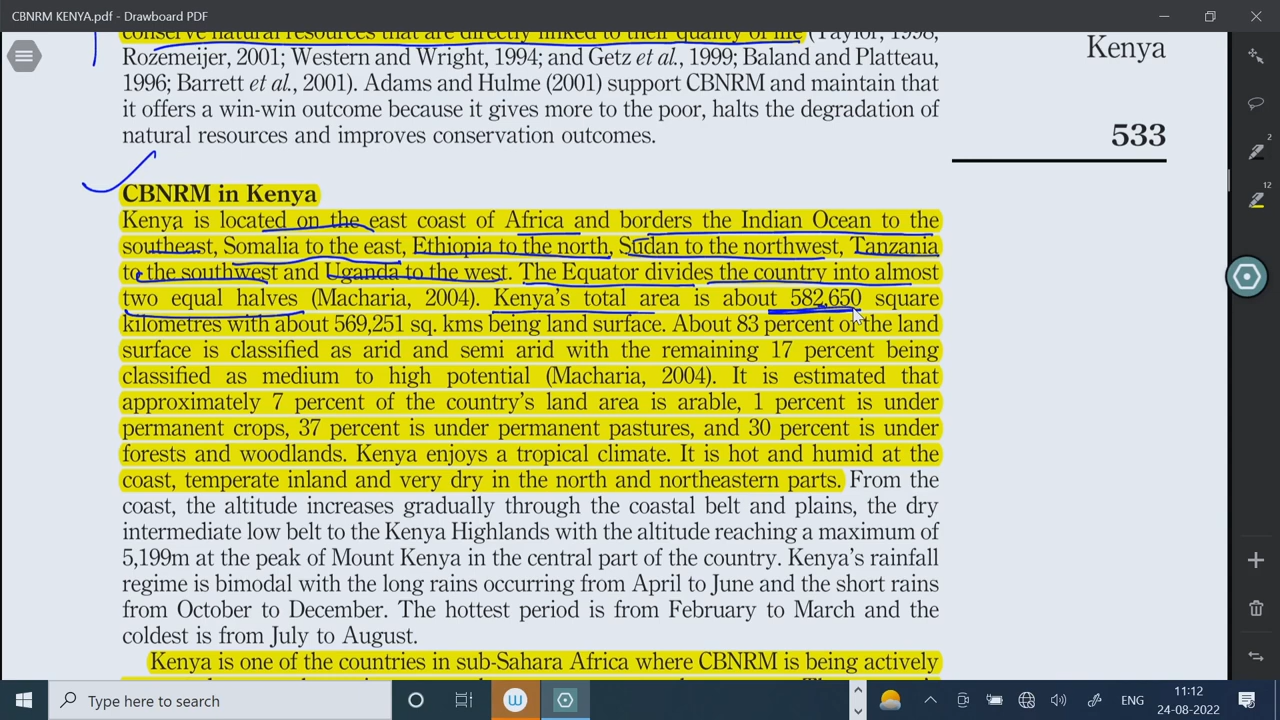 CBNRM KENYA.pdf - Drawboard PDF
conserve natural resources that are directly linked to their quality of life (Taylor, 1998;
Rozemeijer, 2001; Western and Wright, 1994; and Getz et al., 1999; Baland and Platteau,
1996; Barrett et al., 2001). Adams and Hulme (2001) support CBNRM and maintain that
it offers a win-win outcome because it gives more to the poor, halts the degradation of
natural resources and improves conservation outcomes.
Kenya
533
CBNRM in Kenya
Kenya is located on the east coast of Africa and borders the Indian Ocean to the
southeast, Somalia to the east, Ethiopia to the north, Sudan to the northwest, Tanzania
to the southwest and Uganda to the west. The Equator divides the country into almost
two equal halves (Macharia, 2004). Kenya's total area is about 582,650 square
kilometres with about 569,251 sq. kms being land surface. About 83 percent of the land
surface is classified as arid and semi arid with the remaining 17 percent being
classified as medium to high potential (Macharia, 2004). It is estimated that
approximately 7 percent of the country's land area is arable, 1 percent is under
permanent crops, 37 percent is under permanent pastures, and 30 percent is under
forests and woodlands. Kenya enjoys a tropical climate. It is hot and humid at the
coast, temperate inland and very dry in the north and northeastern parts. From the
coast, the altitude increases gradually through the coastal belt and plains, the dry
intermediate low belt to the Kenya Highlands with the altitude reaching a maximum of
5,199m at the peak of Mount Kenya in the central part of the country. Kenya's rainfall
regime is bimodal with the long rains occurring from April to June and the short rains
from October to December. The hottest period is from February to March and the
coldest is from July to August.
Kenya is one of the countries in sub-Sahara Africa where CBNRM is being actively
2
12
Type here to search
ENG
11:12
24-08-2022